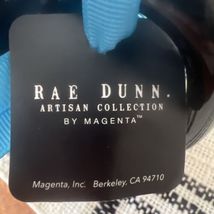 RAE DUNN.
ARTISAN COLLECTION
BY MAGENTA™
Magenta, Inc. Berkeley, CA 94710